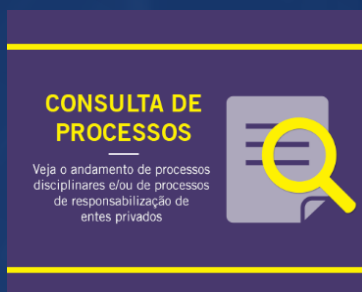 CONSULTA DE
PROCESSOS
Veja o andamento de processos
disciplinares e/ou de processos
de responsabilização de
entes privados